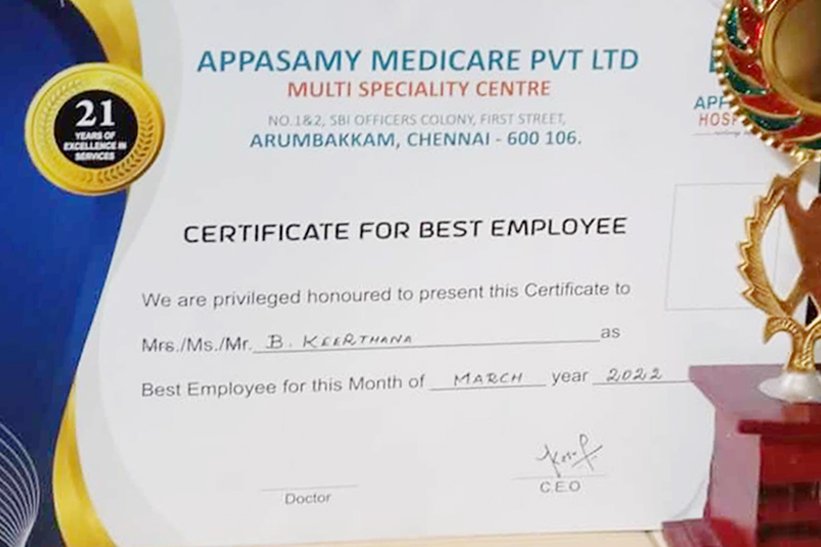 APPASAMY MEDICARE PVT LTD
MULTI SPECIALITY CENTRE
NO.1&2, SBI OFFICERS COLONY, FIRST STREET,
ARUMBAKKAM, CHENNAI - 600 106.
21
YEARS OF
EXCELLENCE IN
SERVICES
CERTIFICATE FOR BEST EMPLOYEE
We are privileged honoured to present this Certificate to
Mrs./Ms./Mr. B. KEERTHANA as
Best Employee for this Month of MARCH year 2022
Doctor
C.E.O